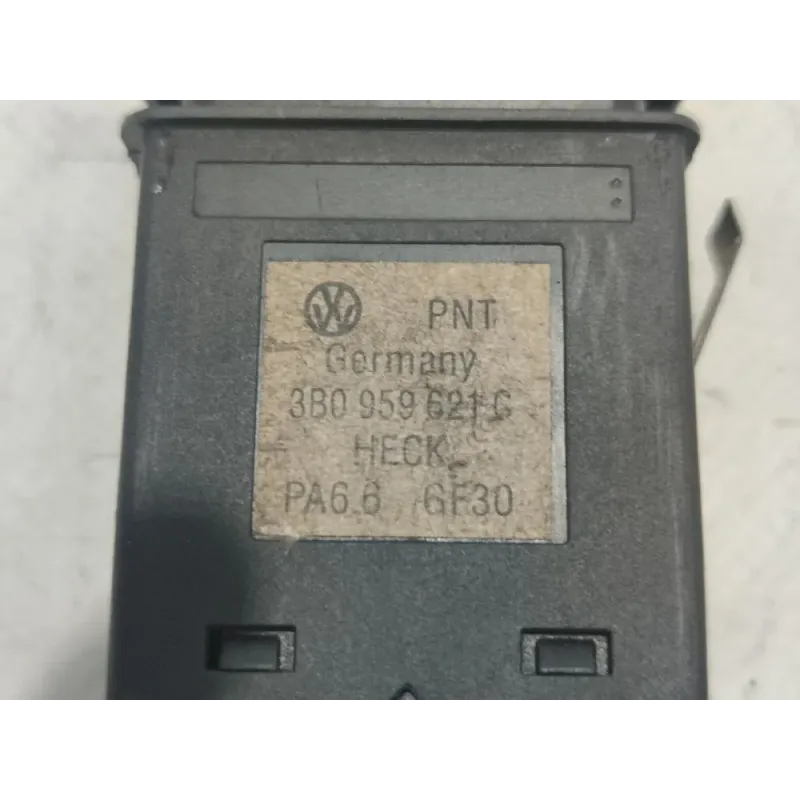 PNT
Germany
3B0 959 621 C
HECK
PA6.6 GF30